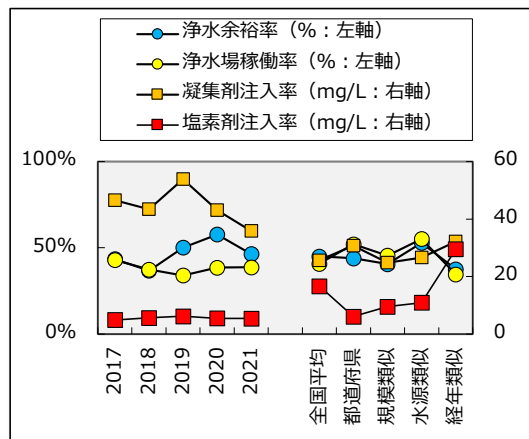 浄水余裕率（%：左軸）
浄水場稼働率（%：左軸）
凝集剤注入率（mg/L：右軸）
塩素剤注入率（mg/L：右軸）
100%
60
40
50%
20
0%
0
2017
2018
2019
2020
2021
全国平均
都道府県
規模類似
水源類似
経年類似